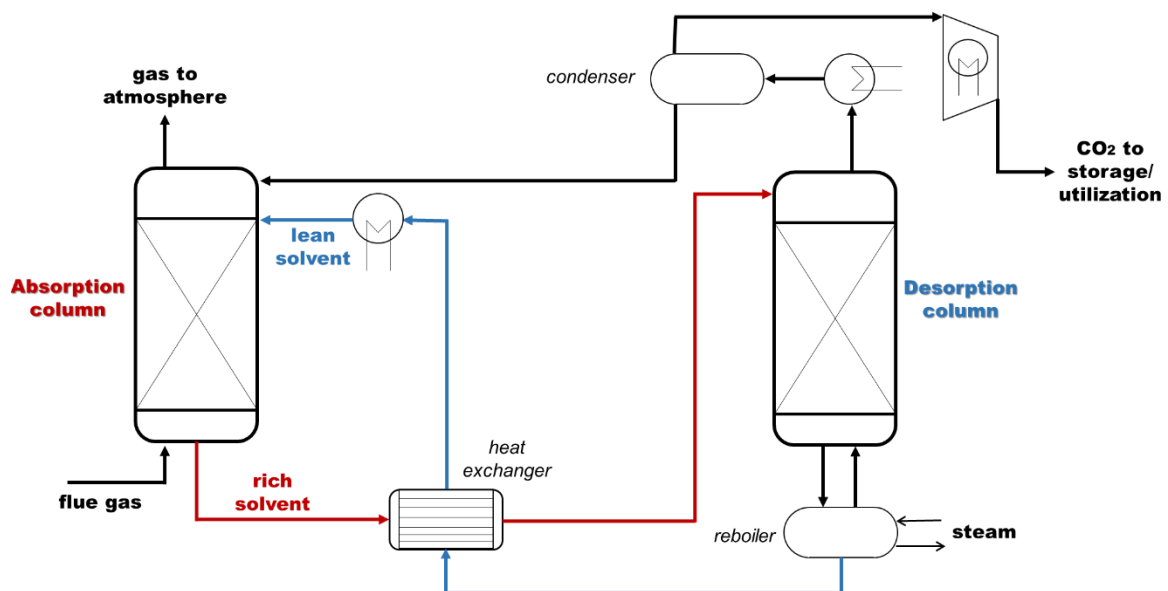 gas to
atmosphere
condenser
CO₂ to
storage/
utilization
lean
solvent
Absorption
column
Desorption
column
heat
exchanger
flue gas
rich
solvent
reboiler
steam